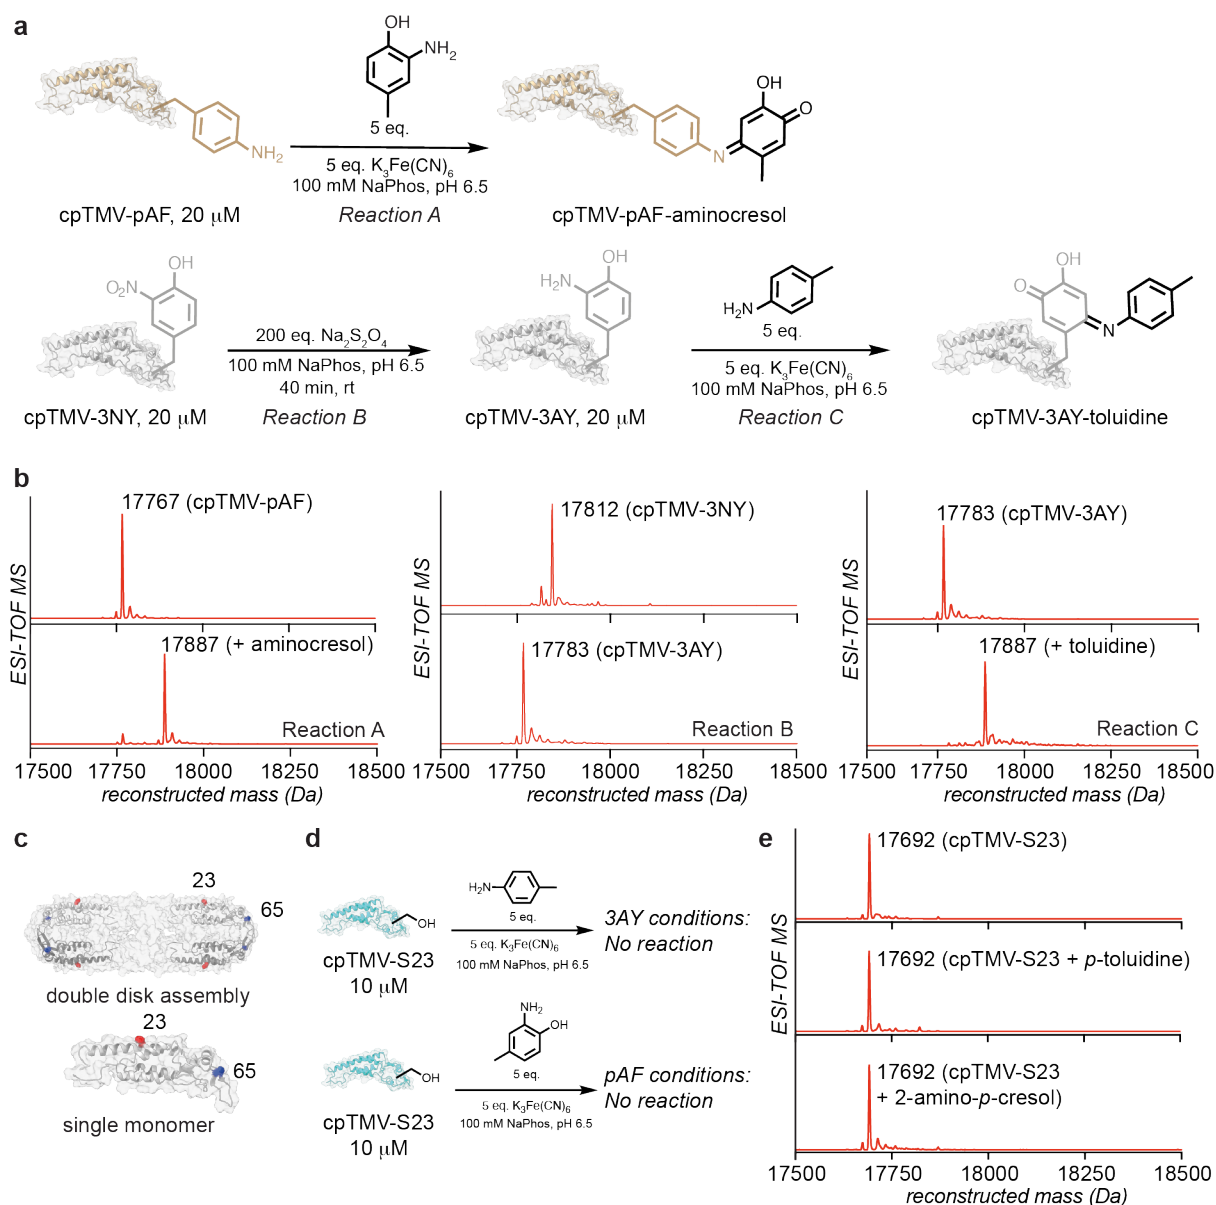 a
OH
NH2
5 eq.
5 eq. K3Fe(CN)6
100 mM NaPhos, pH 6.5
Reaction A
NH2
cpTMV-pAF, 20 μM
OH
O
N
cpTMV-pAF-aminocresol
OH
O2N
cpTMV-3NY, 20 μM
200 eq. Na2S2O4
100 mM NaPhos, pH 6.5
40 min, rt
Reaction B
OH
H2N
cpTMV-3AY, 20 μM
H2N
5 eq.
5 eq. K3Fe(CN)6
100 mM NaPhos, pH 6.5
Reaction C
OH
O
N
cpTMV-3AY-toluidine
b
ESI-TOF MS
17767 (cpTMV-pAF)
17887 (+ aminocresol)
Reaction A
17500 17750 18000 18250 18500
reconstructed mass (Da)
ESI-TOF MS
17812 (cpTMV-3NY)
17783 (cpTMV-3AY)
Reaction B
17500 17750 18000 18250 18500
reconstructed mass (Da)
ESI-TOF MS
17783 (cpTMV-3AY)
17887 (+ toluidine)
Reaction C
17500 17750 18000 18250 18500
reconstructed mass (Da)
c
23
65
double disk assembly
23
65
single monomer
d
OH
cpTMV-S23
10 μM
H2N
5 eq.
5 eq. K3Fe(CN)6
100 mM NaPhos, pH 6.5
3AY conditions:
No reaction
OH
cpTMV-S23
10 μM
NH2
OH
5 eq.
5 eq. K3Fe(CN)6
100 mM NaPhos, pH 6.5
pAF conditions:
No reaction
e
ESI-TOF MS
17692 (cpTMV-S23)
17692 (cpTMV-S23 + p-toluidine)
17692 (cpTMV-S23
+ 2-amino-p-cresol)
17500 17750 18000 18250 18500
reconstructed mass (Da)